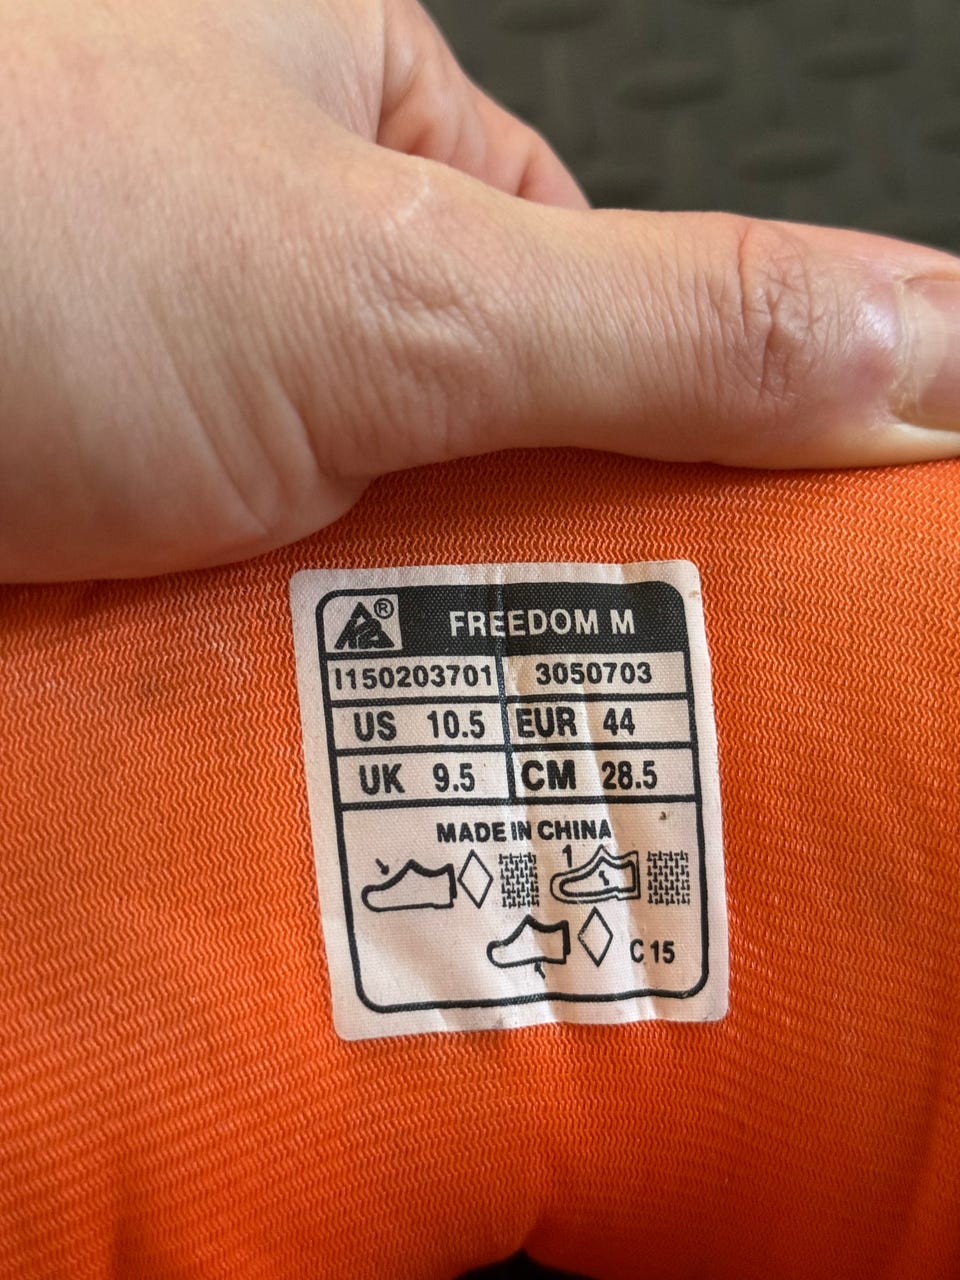 K2 ®
FREEDOM M
I150203701 3050703
US 10.5 EUR 44
UK 9.5 CM 28.5
MADE IN CHINA
1
C 15